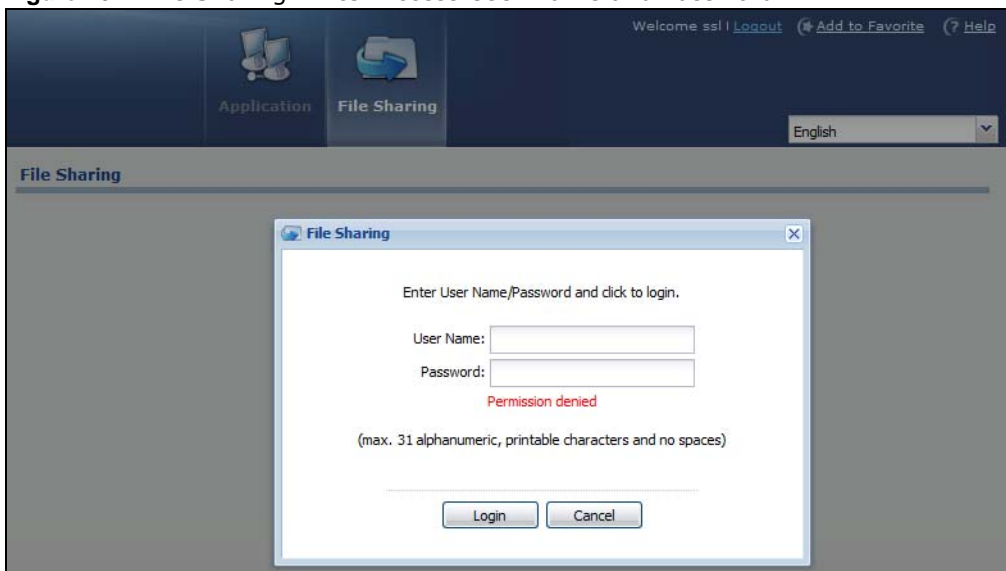 Welcome ssl | Logout Add to Favorite ? Help
Application
File Sharing
English
File Sharing
File Sharing
Enter User Name/Password and click to login.
User Name:
Password:
Permission denied
(max. 31 alphanumeric, printable characters and no spaces)
Login
Cancel